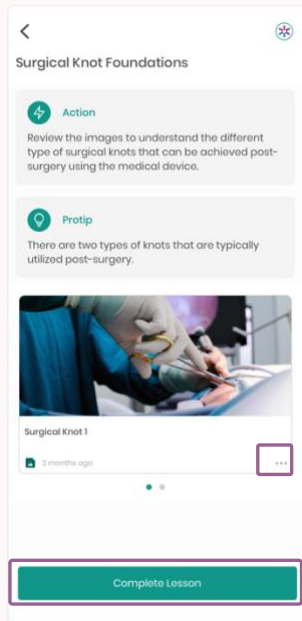 Surgical Knot Foundations
Action
Review the images to understand the different
type of surgical knots that can be achieved post-
surgery using the medical device.
Protip
There are two types of knots that are typically
utilized post-surgery.
Surgical Knot 1
3 months ago
Complete Lesson